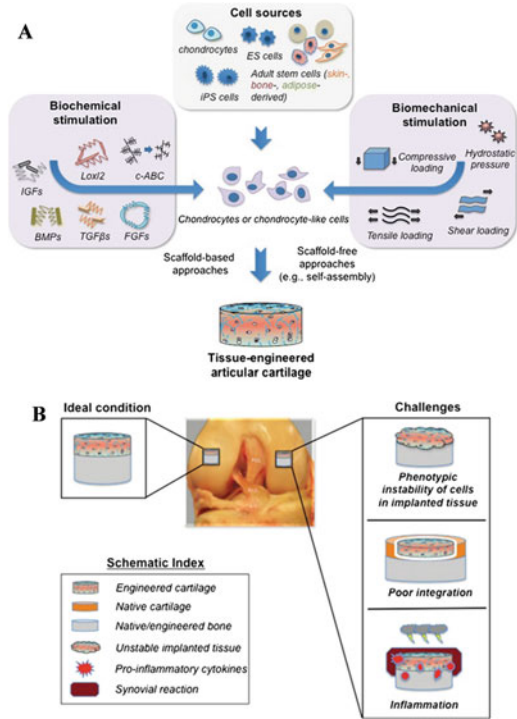 A
Cell sources
chondrocytes
ES cells
iPS cells
Adult stem cells (skin-,
bone-, adipose-
derived)
Biochemical
stimulation
IGFs
Loxl2
c-ABC
BMPs
TGFβs
FGFs
Biomechanical
stimulation
Compressive
loading
Hydrostatic
pressure
Tensile loading
Shear loading
Chondrocytes or chondrocyte-like cells
Scaffold-based
approaches
Scaffold-free
approaches
(e.g., self-assembly)
Tissue-engineered
articular cartilage
B
Ideal condition
Challenges
Phenotypic
instability of cells
in implanted tissue
Poor integration
Inflammation
Schematic Index
Engineered cartilage
Native cartilage
Native/engineered bone
Unstable implanted tissue
Pro-inflammatory cytokines
Synovial reaction